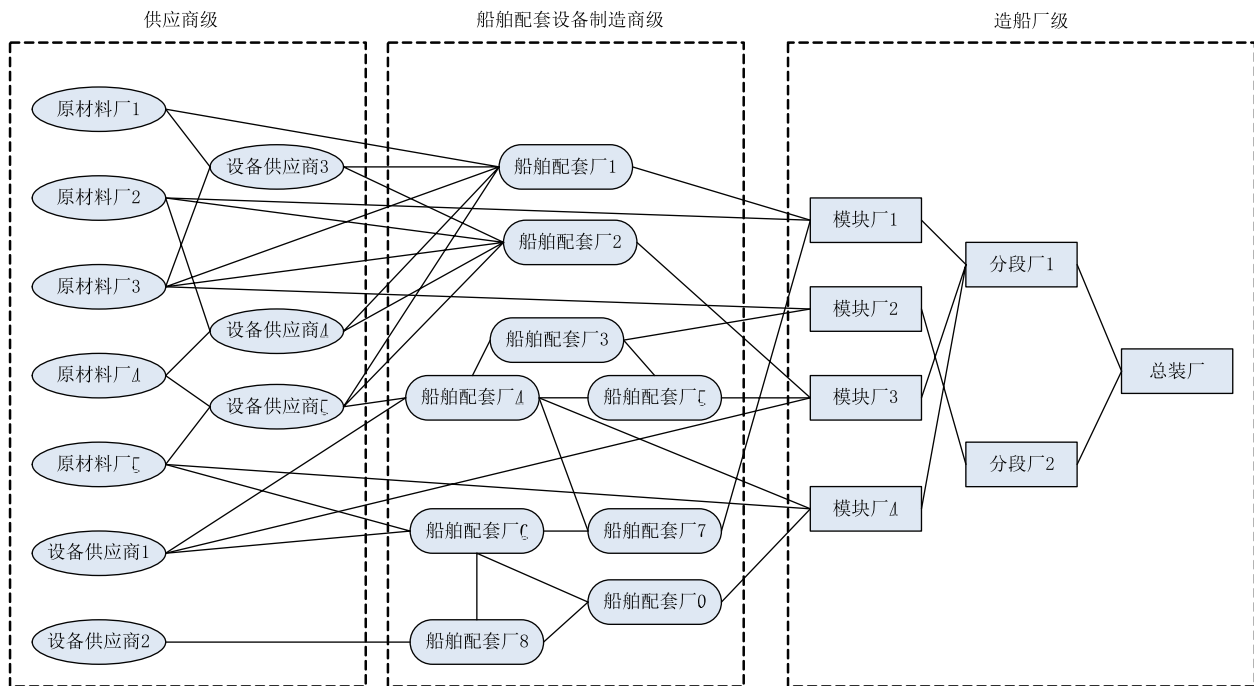 供应商级
船舶配套设备制造商级
造船厂级
原材料厂1
原材料厂2
原材料厂3
原材料厂4
原材料厂5
设备供应商1
设备供应商2
设备供应商3
设备供应商4
设备供应商5
船舶配套厂1
船舶配套厂2
船舶配套厂3
船舶配套厂4
船舶配套厂5
船舶配套厂6
船舶配套厂7
船舶配套厂9
船舶配套厂8
模块厂1
模块厂2
模块厂3
模块厂4
分段厂1
分段厂2
总装厂